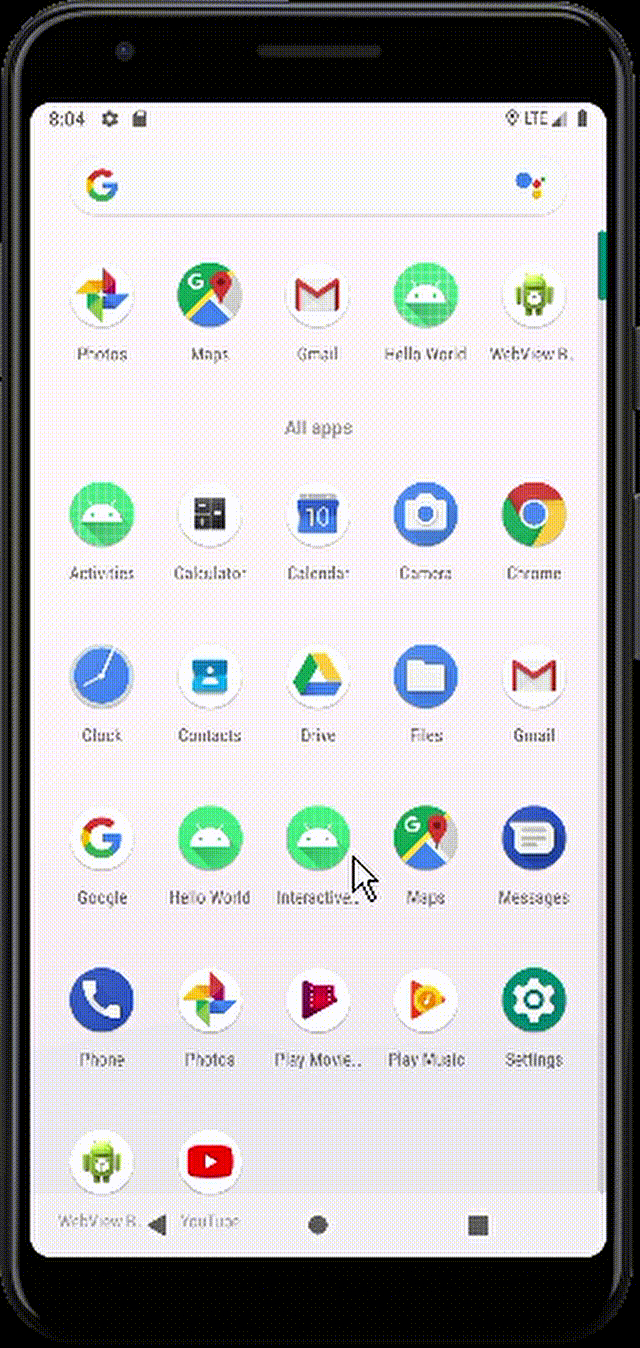 8:04 LTE
G
Photos Maps Gmail Hello World WebView B..
All apps
Activities Calculator Calendar Camera Chrome
Clock Contacts Drive Files Gmail
Google Hello World Interactive.. Maps Messages
Phone Photos Play Movie.. Play Music Settings
WebView B.. YouTube